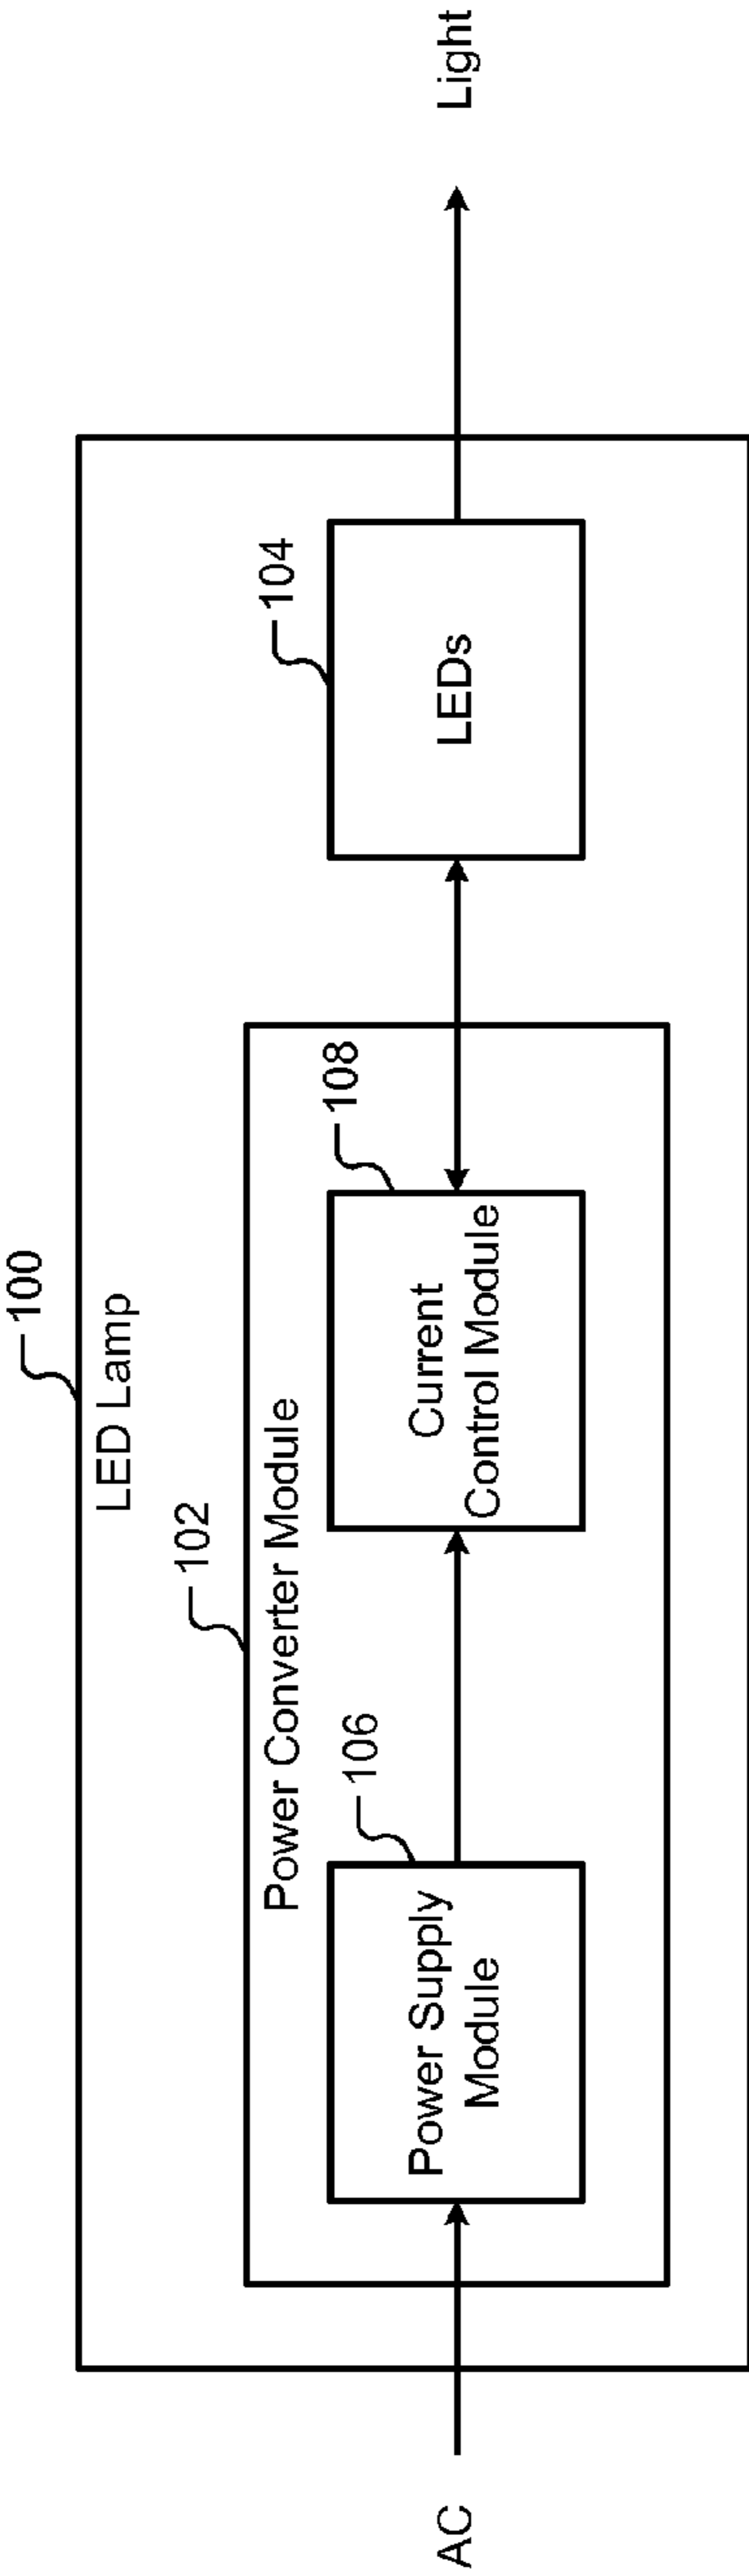 100
LED Lamp
102
Power Converter Module
106
108
104
Power Supply
Module
Current
Control Module
LEDs
AC
Light